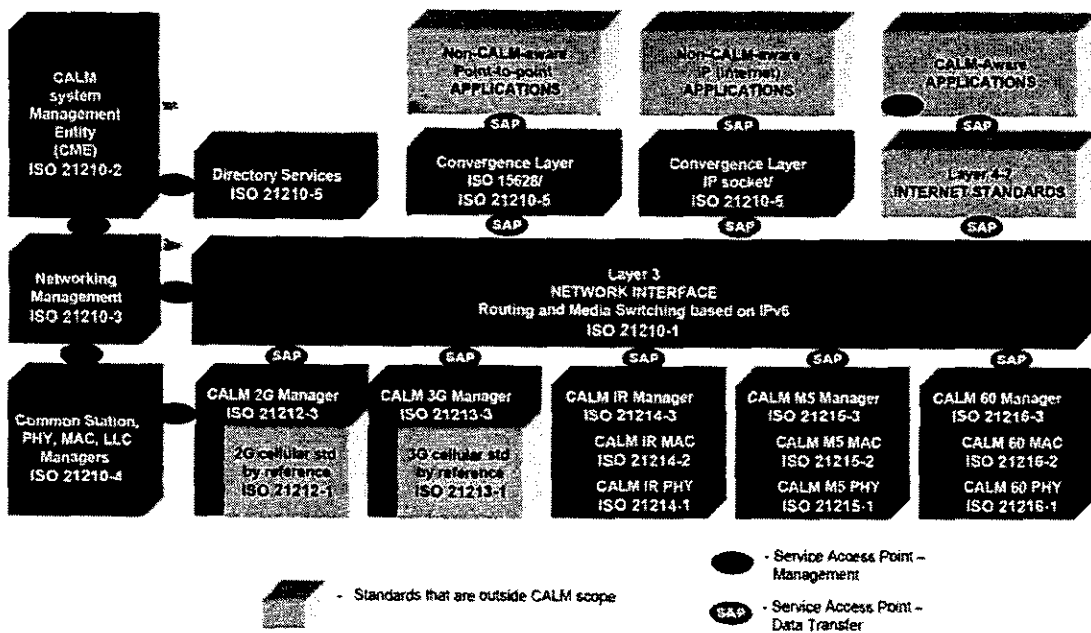 CALM
system
Management
Entity
(CME)
ISO 21210-2
Non-CALM-aware
Point-to-point
APPLICATIONS
Non-CALM-aware
IP (Internet)
APPLICATIONS
CALM-Aware
APPLICATIONS
SAP
SAP
SAP
Directory Services
ISO 21210-5
Convergence Layer
ISO 15628/
ISO 21210-5
Convergence Layer
IP socket/
ISO 21210-5
Layer 4-7
INTERNET STANDARDS
SAP
SAP
SAP
Networking
Management
ISO 21210-3
Layer 3
NETWORK INTERFACE
Routing and Media Switching based on IPv6
ISO 21210-1
SAP
SAP
SAP
SAP
SAP
Common Station,
PHY, MAC, LLC
Managers
ISO 21210-4
CALM 2G Manager
ISO 21212-3
2G cellular std
by reference
ISO 21212-1
CALM 3G Manager
ISO 21213-3
3G cellular std
by reference
ISO 21213-1
CALM IR Manager
ISO 21214-3
CALM IR MAC
ISO 21214-2
CALM IR PHY
ISO 21214-1
CALM M5 Manager
ISO 21215-3
CALM M5 MAC
ISO 21215-2
CALM M5 PHY
ISO 21215-1
CALM 60 Manager
ISO 21216-3
CALM 60 MAC
ISO 21216-2
CALM 60 PHY
ISO 21216-1
- Service Access Point –
Management
- Standards that are outside CALM scope
SAP
- Service Access Point –
Data Transfer